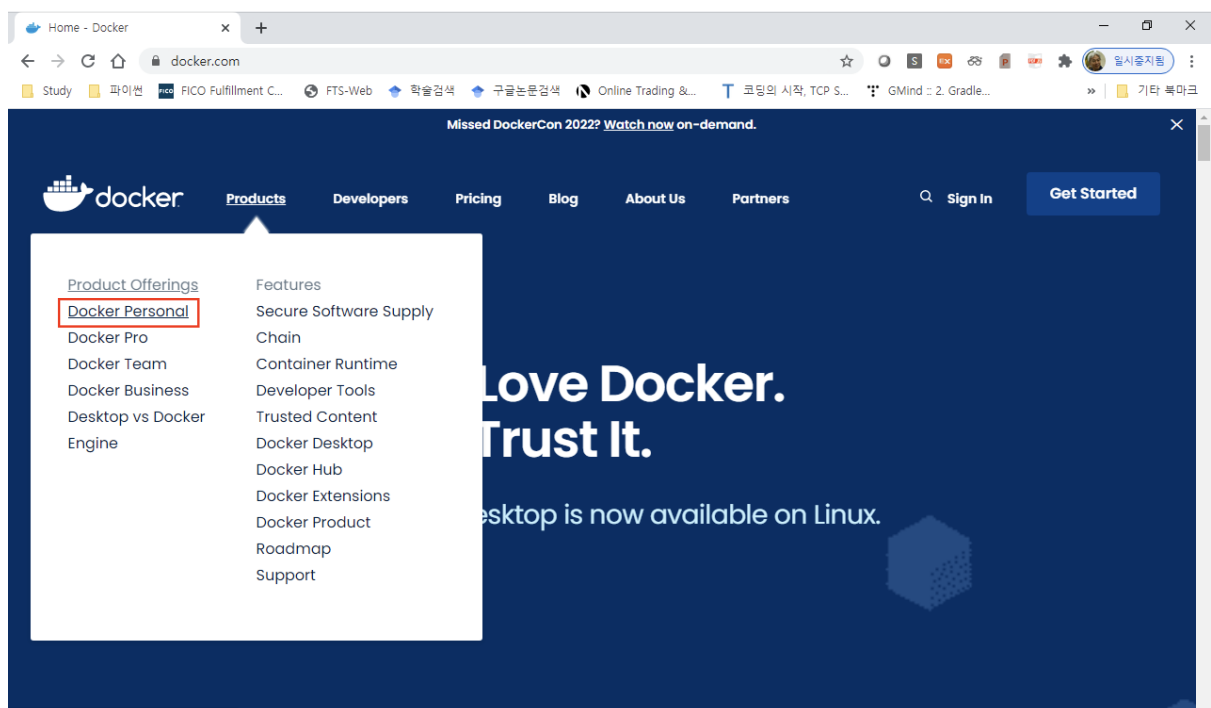 Home - Docker
docker.com
일시중지됨
Study 파이썬 FICO FICO Fulfillment C... FTS-Web 학술검색 구글논문검색 Online Trading &... 코딩의 시작, TCP S... GMind :: 2. Gradle... » 기타 북마크
Missed DockerCon 2022? Watch now on-demand.
docker Products Developers Pricing Blog About Us Partners Sign In Get Started
Product Offerings
Docker Personal
Docker Pro
Docker Team
Docker Business
Desktop vs Docker
Engine
Features
Secure Software Supply
Chain
Container Runtime
Developer Tools
Trusted Content
Docker Desktop
Docker Hub
Docker Extensions
Docker Product
Roadmap
Support
Love Docker.
Trust It.
esktop is now available on Linux.